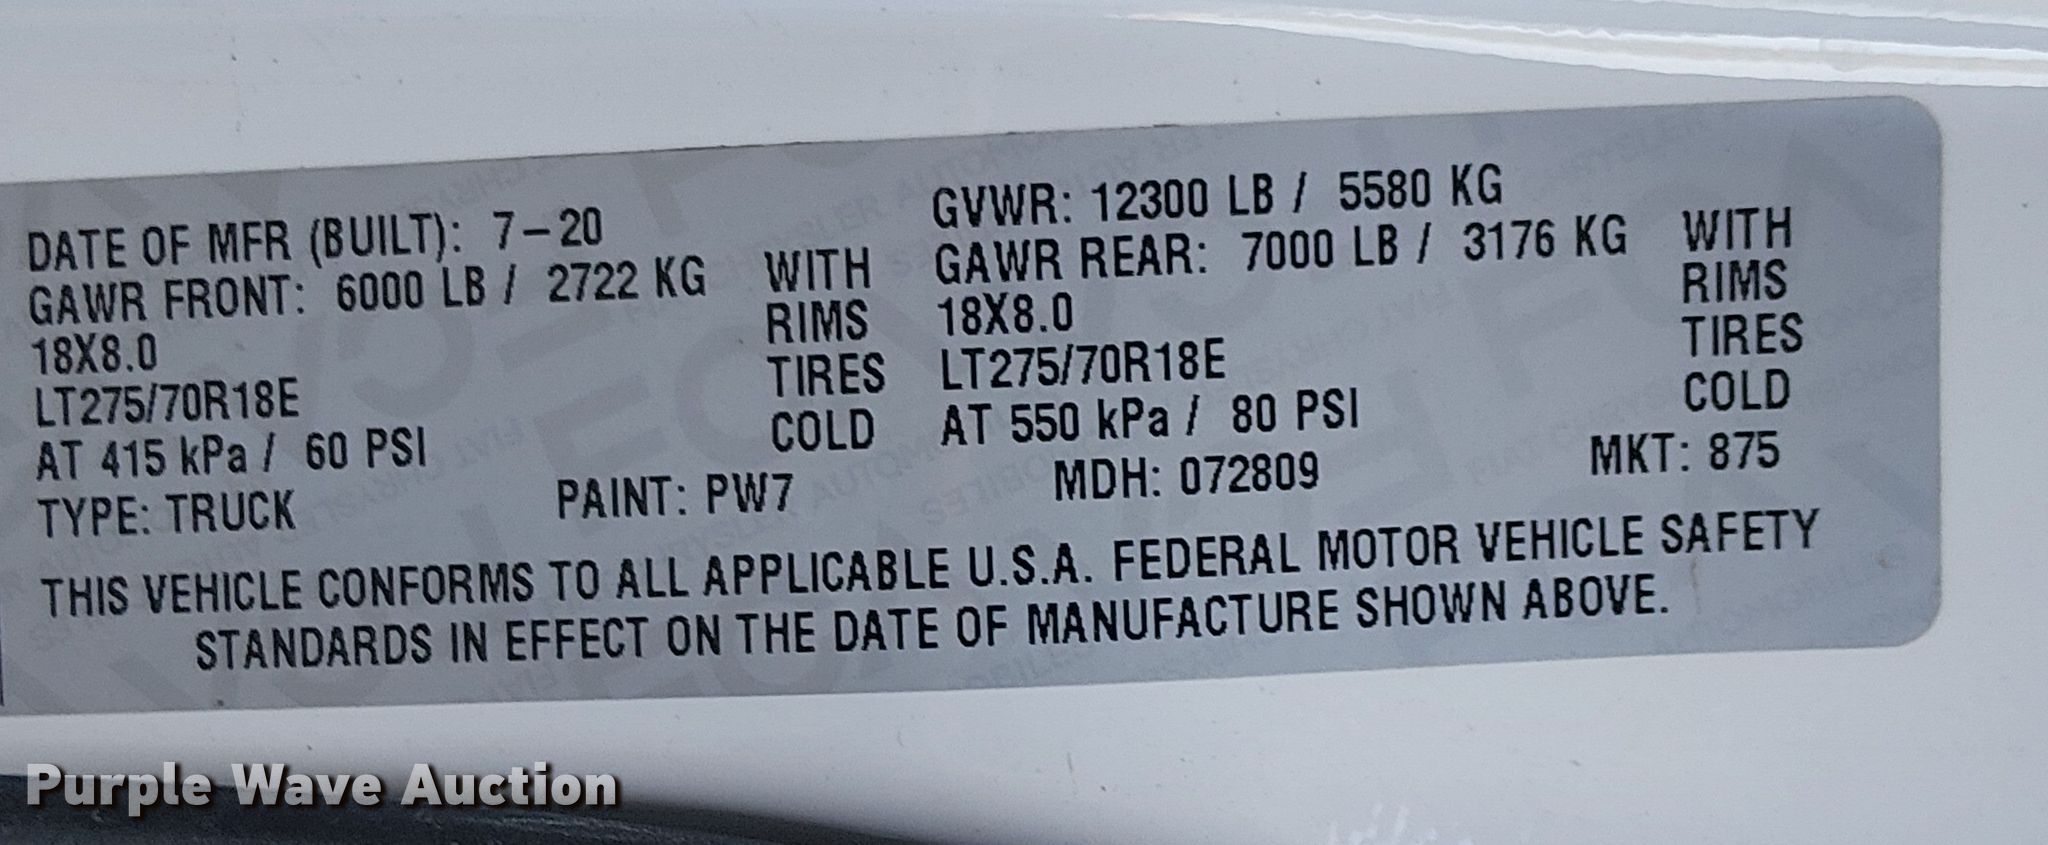 DATE OF MFR (BUILT): 7-20 GVWR: 12300 LB / 5580 KG
GAWR FRONT: 6000 LB / 2722 KG WITH GAWR REAR: 7000 LB / 3176 KG WITH
18X8.0 RIMS 18X8.0 RIMS
LT275/70R18E TIRES LT275/70R18E TIRES
AT 415 kPa / 60 PSI COLD AT 550 kPa / 80 PSI COLD
TYPE: TRUCK PAINT: PW7 MDH: 072809 MKT: 875
THIS VEHICLE CONFORMS TO ALL APPLICABLE U.S.A. FEDERAL MOTOR VEHICLE SAFETY
STANDARDS IN EFFECT ON THE DATE OF MANUFACTURE SHOWN ABOVE.
Purple Wave Auction